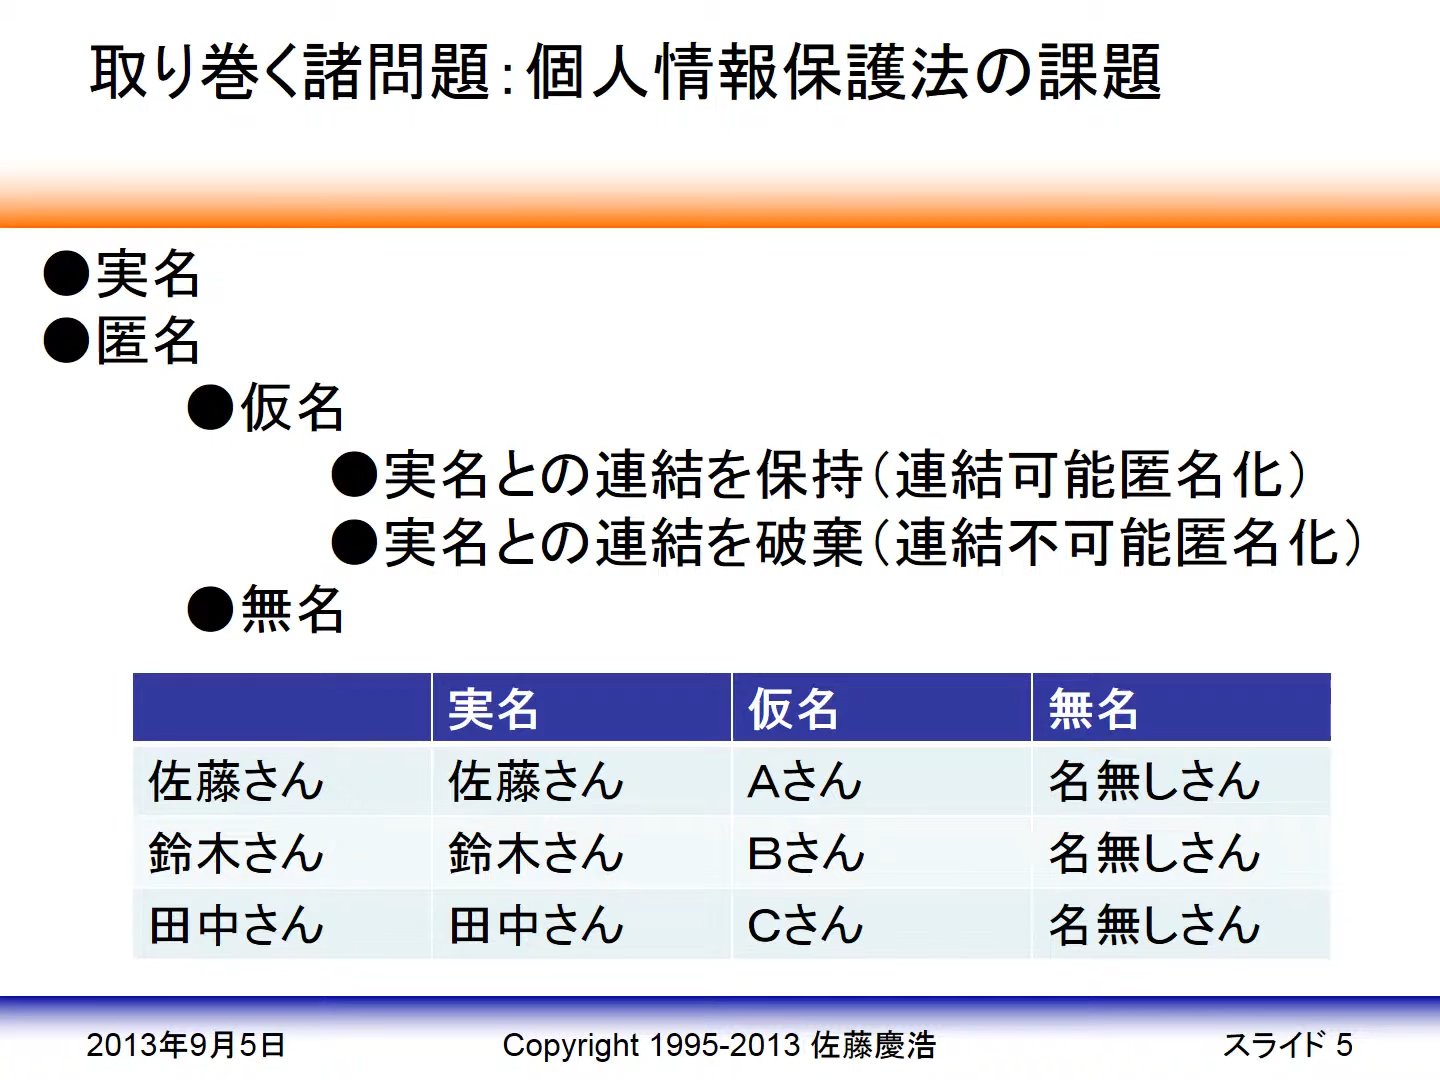 取り巻く諸問題：個人情報保護法の課題
●実名
●匿名
●仮名
●実名との連結を保持（連結可能匿名化）
●実名との連結を破棄（連結不可能匿名化）
●無名
実名 仮名 無名
佐藤さん 佐藤さん Ａさん 名無しさん
鈴木さん 鈴木さん Ｂさん 名無しさん
田中さん 田中さん Ｃさん 名無しさん
2013年9月5日 Copyright 1995-2013 佐藤慶浩 スライド 5